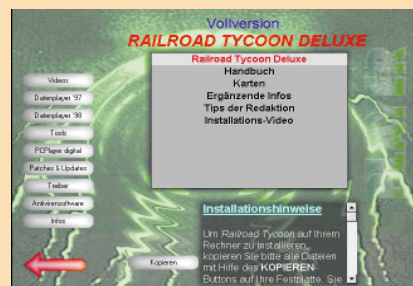 Vollversion
RAILROAD TYCOON DELUXE
Railroad Tycoon Deluxe
Handbuch
Karten
Ergänzende Infos
Tips der Redaktion
Installations-Video
Videos
Datenplayer '97
Datenplayer '98
Tools
PCPlayer digital
Patches & Updates
Treiber
Antivirensoftware
Infos
Installationshinweise
Um Railroad Tycoon auf Ihrem
Rechner zu Installieren,
kopieren Sie bitte alle Dateien
mit Hilfe des KOPIEREN-
Buttons auf Ihre Festplatte. Sie
Kopieren